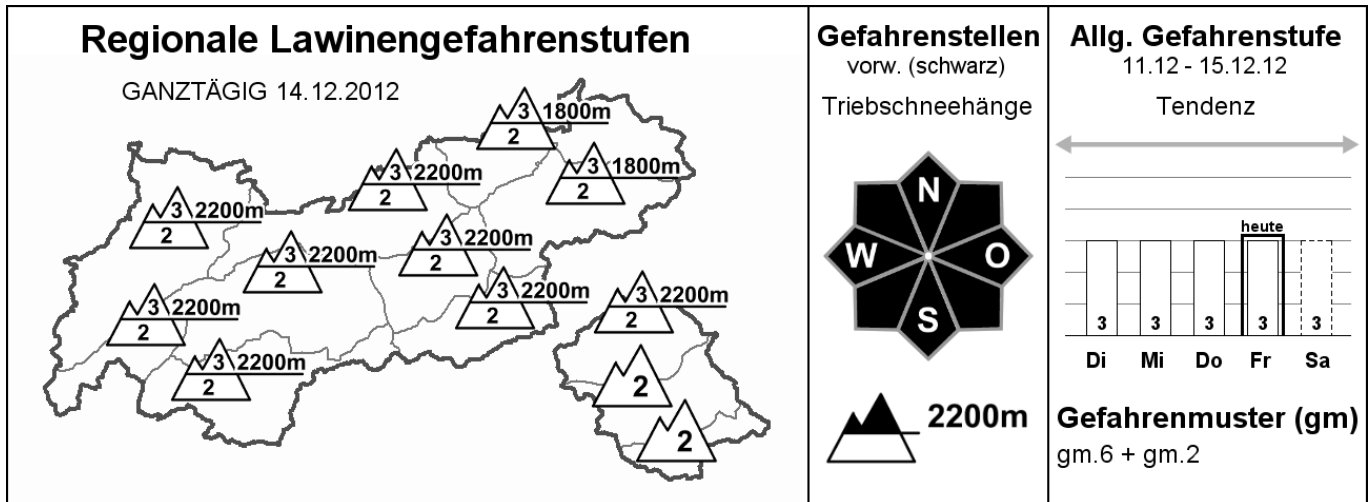 Regionale Lawinengefahrenstufen
GANZTÄGIG 14.12.2012
3 1800m
2
3 1800m
2
3 2200m
2
3 2200m
2
3 2200m
2
3 2200m
2
3 2200m
2
3 2200m
2
3 2200m
2
3 2200m
2
2
2
Gefahrenstellen
vorw. (schwarz)
Triebschneehänge
N
W
O
S
2200m
Allg. Gefahrenstufe
11.12 - 15.12.12
Tendenz
heute
3 3 3 3 3
Di Mi Do Fr Sa
Gefahrenmuster (gm)
gm.6 + gm.2